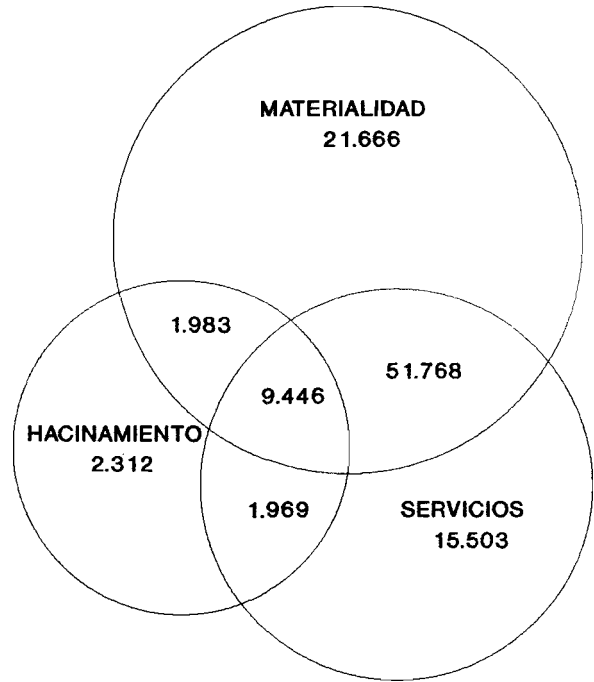 MATERIALIDAD
21.666
1.983
51.768
9.446
HACINAMIENTO
2.312
1.969
SERVICIOS
15.503